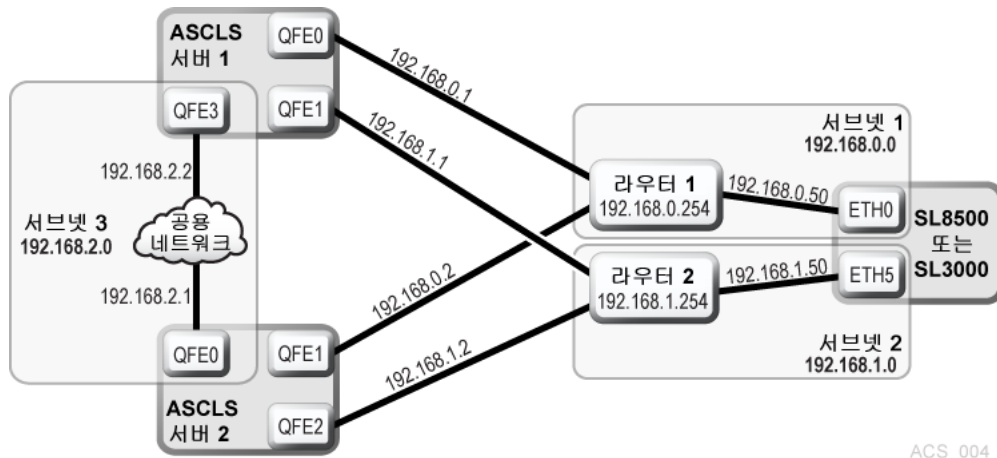 ASCLS
서버 1
QFE0
QFE1
QFE3
192.168.0.1
192.168.1.1
192.168.2.2
서브넷 3
192.168.2.0
공용
네트워크
192.168.2.1
QFE0
QFE1
QFE2
ASCLS
서버 2
192.168.0.2
192.168.1.2
서브넷 1
192.168.0.0
라우터 1
192.168.0.254
192.168.0.50
ETH0
SL8500
또는
SL3000
라우터 2
192.168.1.254
192.168.1.50
ETH5
서브넷 2
192.168.1.0
ACS_004